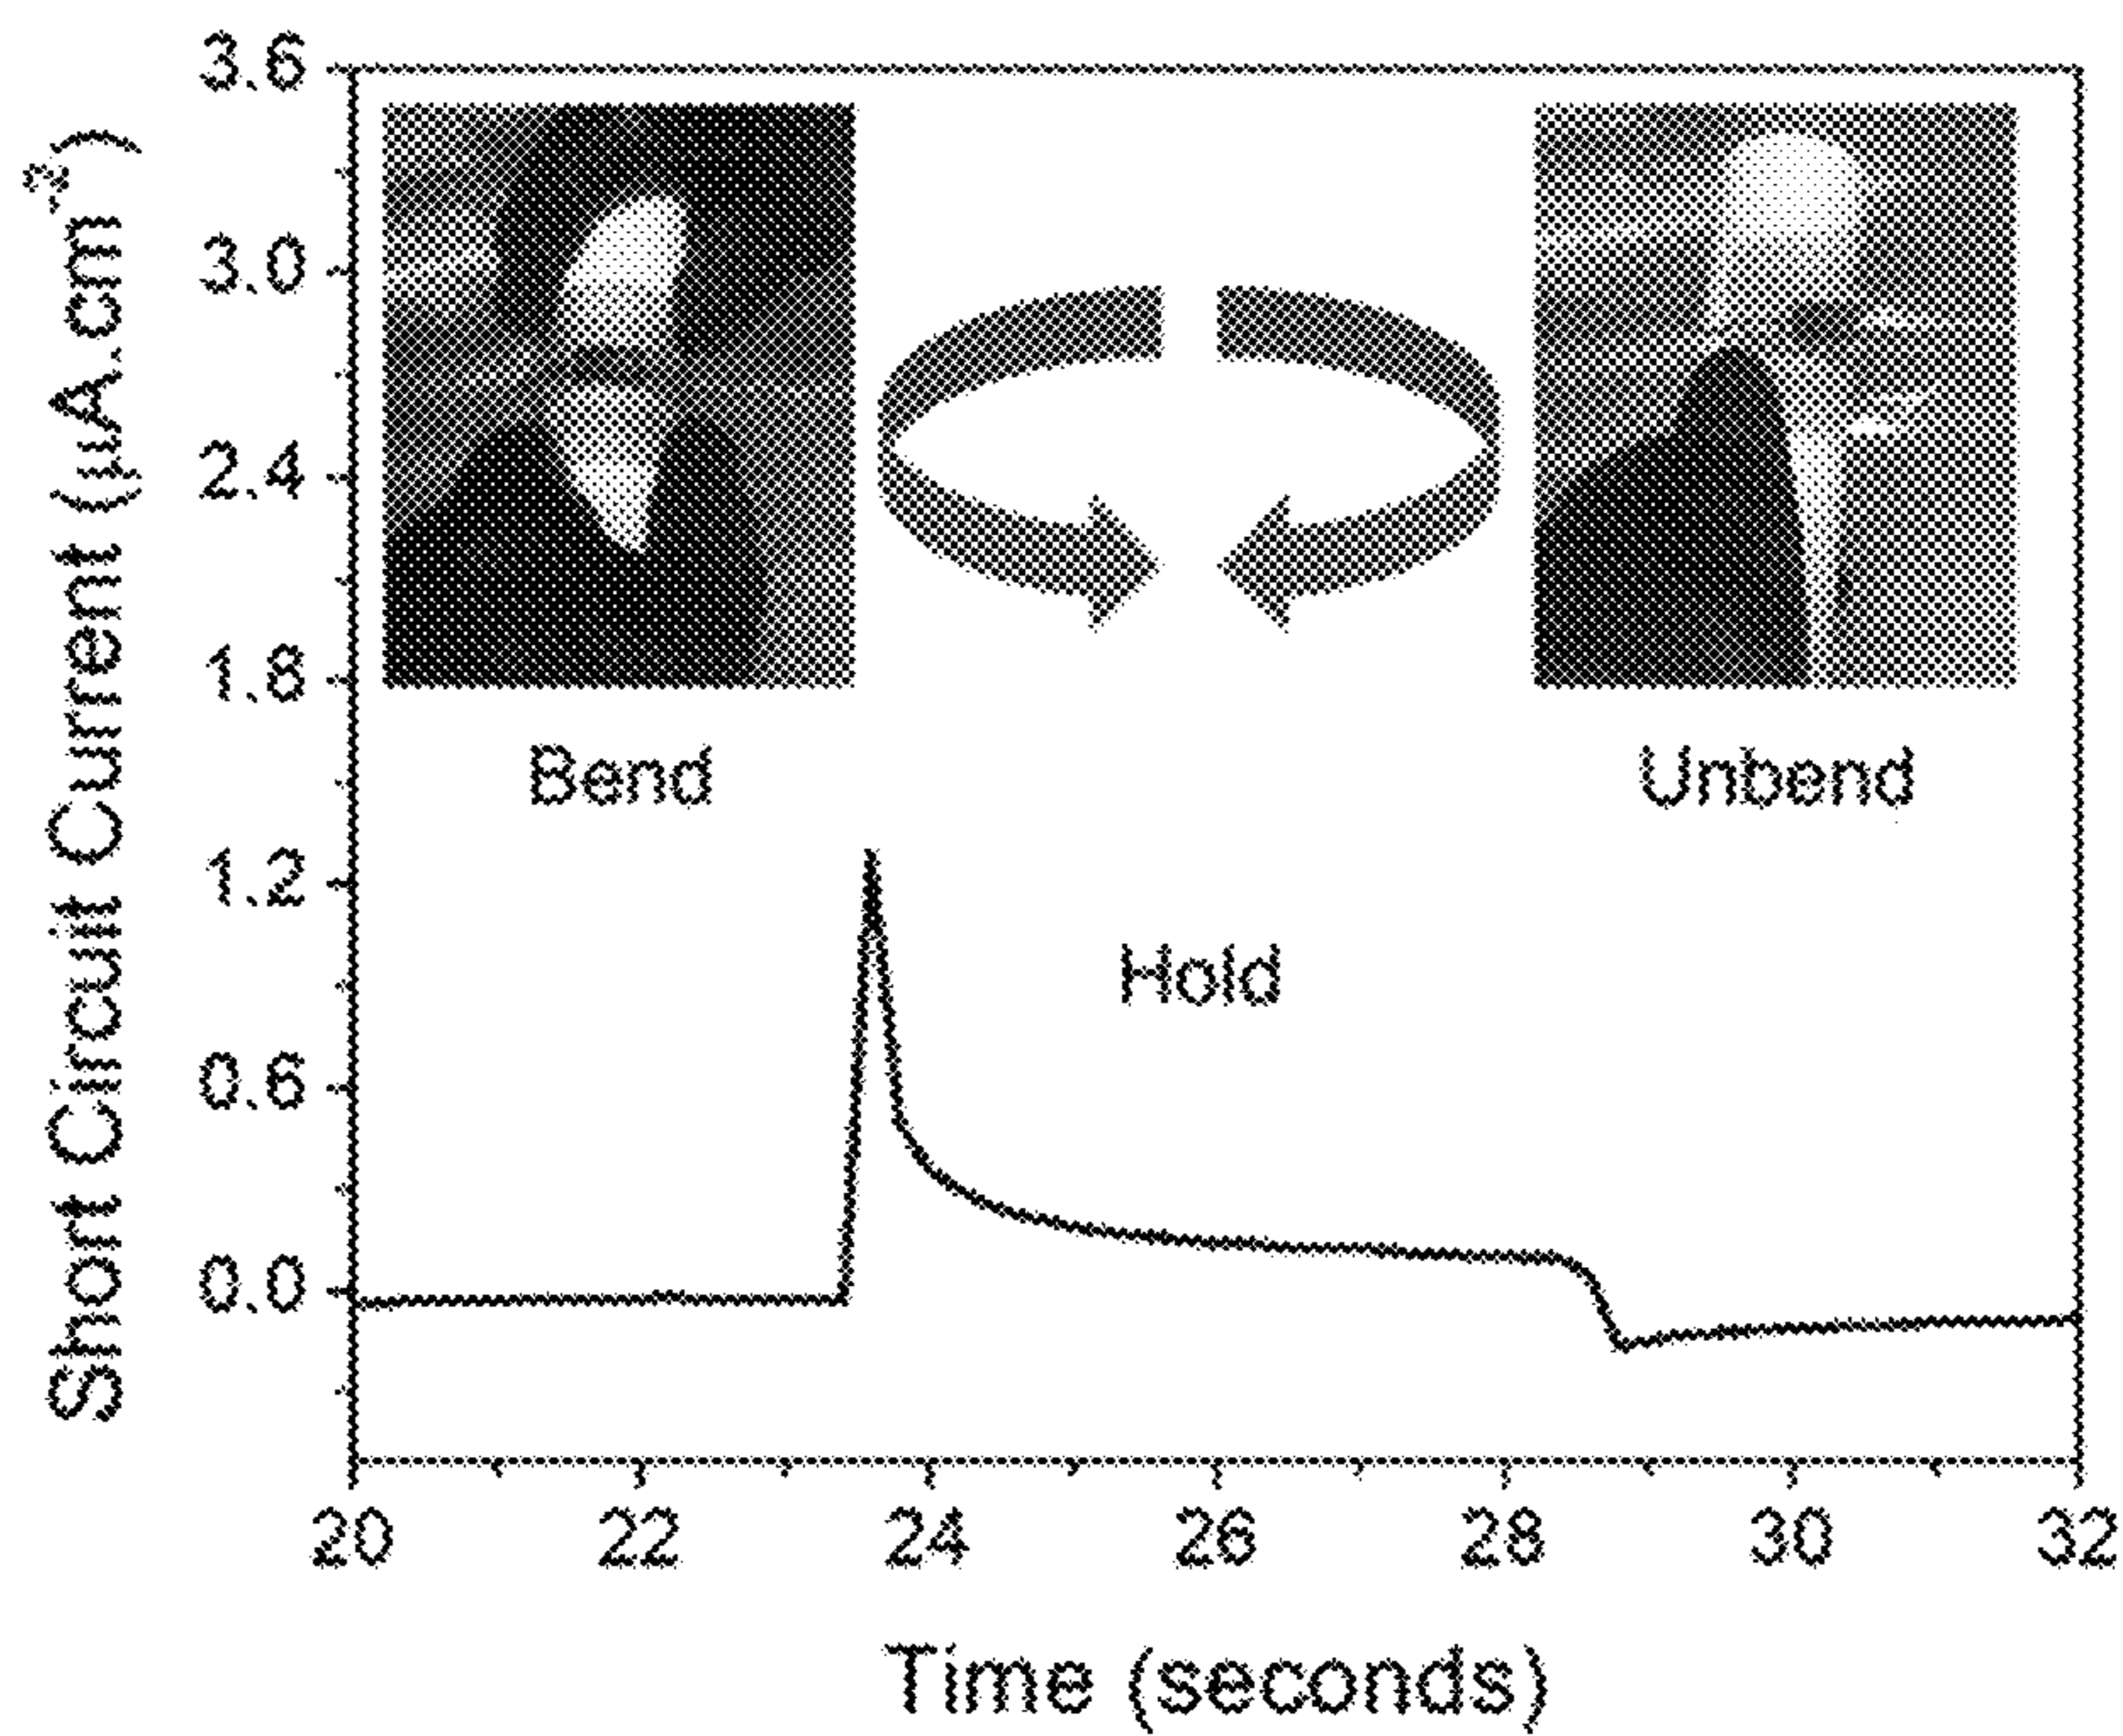 Short Circuit Current (µA.cm⁻²)
3.6
3.0
2.4
1.8
1.2
0.6
0.0
Bend
Unbend
Hold
20 22 24 26 28 30 32
Time (seconds)